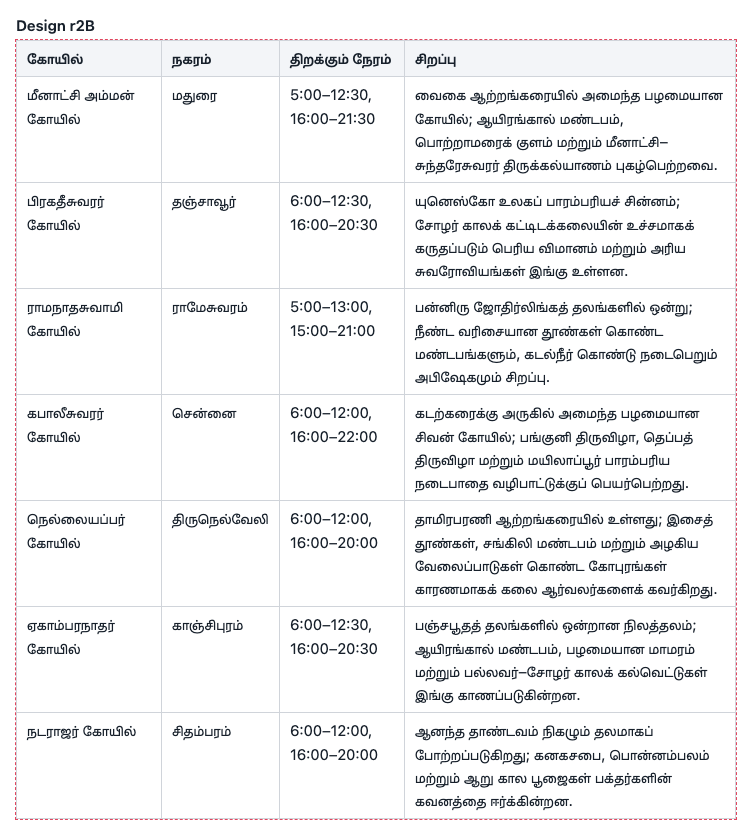 Design r2B
கோயில் நகரம் திறக்கும் நேரம் சிறப்பு
மீனாட்சி அம்மன் மதுரை 5:00–12:30, வைகை ஆற்றங்கரையில் அமைந்த பழமையான
கோயில் 16:00–21:30 கோயில்; ஆயிரங்கால் மண்டபம்,
பொற்றாமரைக் குளம் மற்றும் மீனாட்சி–
சுந்தரேசுவரர் திருக்கல்யாணம் புகழ்பெற்றவை.
பிரகதீசுவரர் தஞ்சாவூர் 6:00–12:30, யுனெஸ்கோ உலகப் பாரம்பரியச் சின்னம்;
கோயில் 16:00–20:30 சோழர் காலக் கட்டிடக்கலையின் உச்சமாகக்
கருதப்படும் பெரிய விமானம் மற்றும் அரிய
சுவரோவியங்கள் இங்கு உள்ளன.
ராமநாதசுவாமி ராமேசுவரம் 5:00–13:00, பன்னிரு ஜோதிர்லிங்கத் தலங்களில் ஒன்று;
கோயில் 15:00–21:00 நீண்ட வரிசையான தூண்கள் கொண்ட
மண்டபங்களும், கடல்நீர் கொண்டு நடைபெறும்
அபிஷேகமும் சிறப்பு.
கபாலீசுவரர் சென்னை 6:00–12:00, கடற்கரைக்கு அருகில் அமைந்த பழமையான
கோயில் 16:00–22:00 சிவன் கோயில்; பங்குனி திருவிழா, தெப்பத்
திருவிழா மற்றும் மயிலாப்பூர் பாரம்பரிய
நடைபாதை வழிபாட்டுக்குப் பெயர்பெற்றது.
நெல்லையப்பர் திருநெல்வேலி 6:00–12:00, தாமிரபரணி ஆற்றங்கரையில் உள்ளது; இசைத்
கோயில் 16:00–20:00 தூண்கள், சங்கிலி மண்டபம் மற்றும் அழகிய
வேலைப்பாடுகள் கொண்ட கோபுரங்கள்
காரணமாகக் கலை ஆர்வலர்களைக் கவர்கிறது.
ஏகாம்பரநாதர் காஞ்சிபுரம் 6:00–12:30, பஞ்சபூதத் தலங்களில் ஒன்றான நிலத்தலம்;
கோயில் 16:00–20:30 ஆயிரங்கால் மண்டபம், பழமையான மாமரம்
மற்றும் பல்லவர்–சோழர் காலக் கல்வெட்டுகள்
இங்கு காணப்படுகின்றன.
நடராஜர் கோயில் சிதம்பரம் 6:00–12:00, ஆனந்த தாண்டவம் நிகழும் தலமாகப்
16:00–20:00 போற்றப்படுகிறது; கனகசபை, பொன்னம்பலம்
மற்றும் ஆறு கால பூஜைகள் பக்தர்களின்
கவனத்தை ஈர்க்கின்றன.